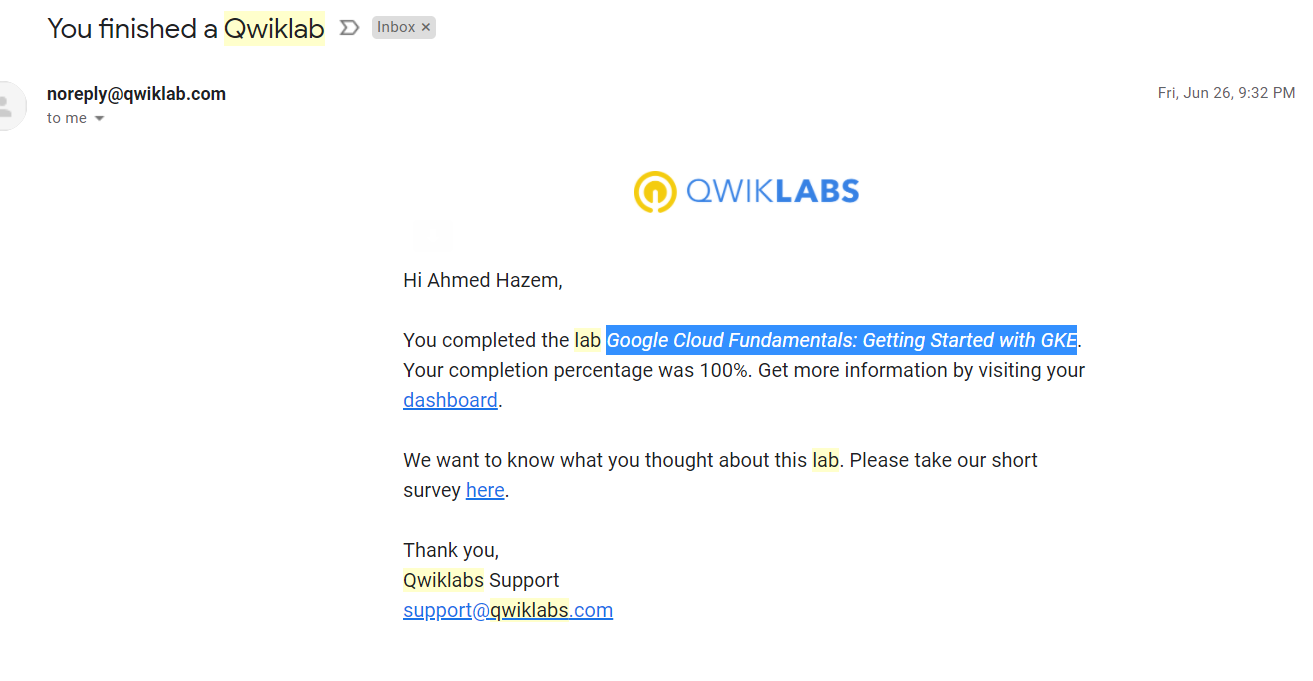 You finished a Qwiklab
Inbox ×
noreply@qwiklab.com
Fri, Jun 26, 9:32 PM
to me
QWIKLABS
Hi Ahmed Hazem,
You completed the lab Google Cloud Fundamentals: Getting Started with GKE.
Your completion percentage was 100%. Get more information by visiting your
dashboard.
We want to know what you thought about this lab. Please take our short
survey here.
Thank you,
Qwiklabs Support
support@qwiklabs.com